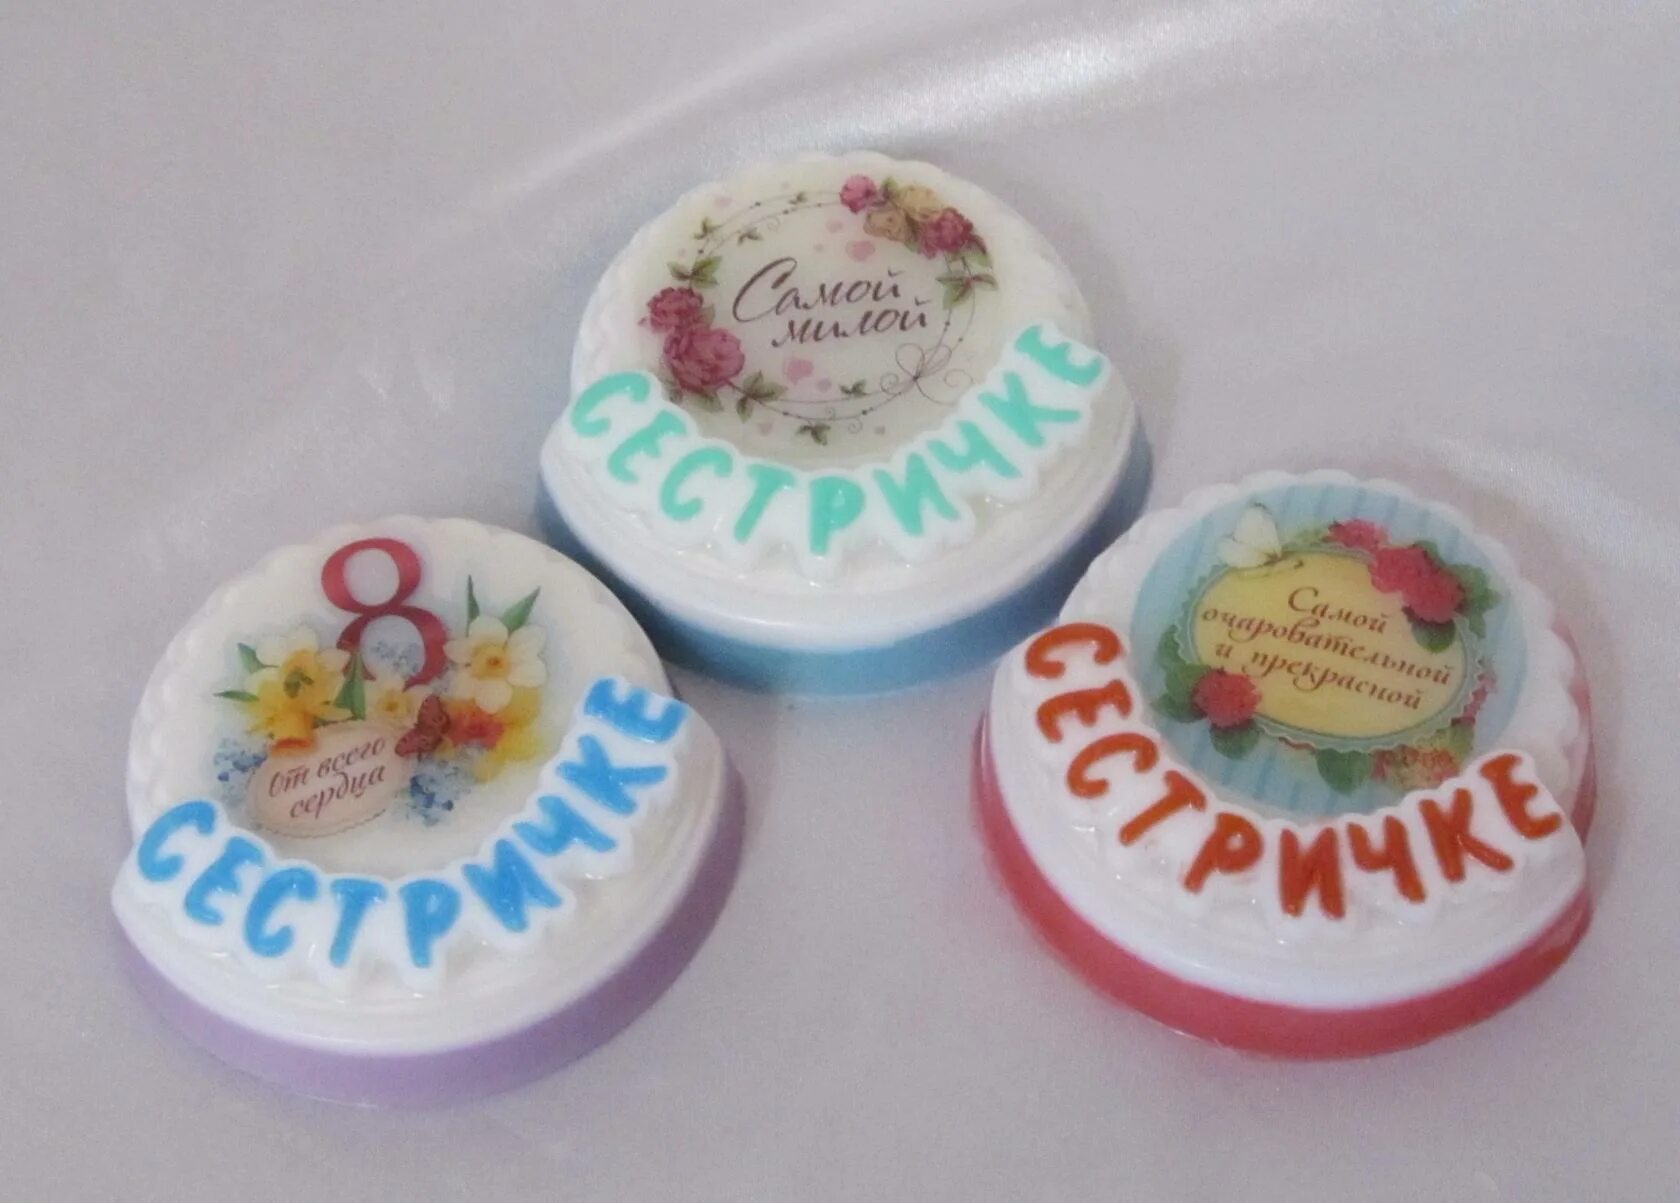 Самой
милой
СЕСТРИЧКЕ
8
от всего
сердца
СЕСТРИЧКЕ
Самой
очаровательной
и прекрасной
СЕСТРИЧКЕ